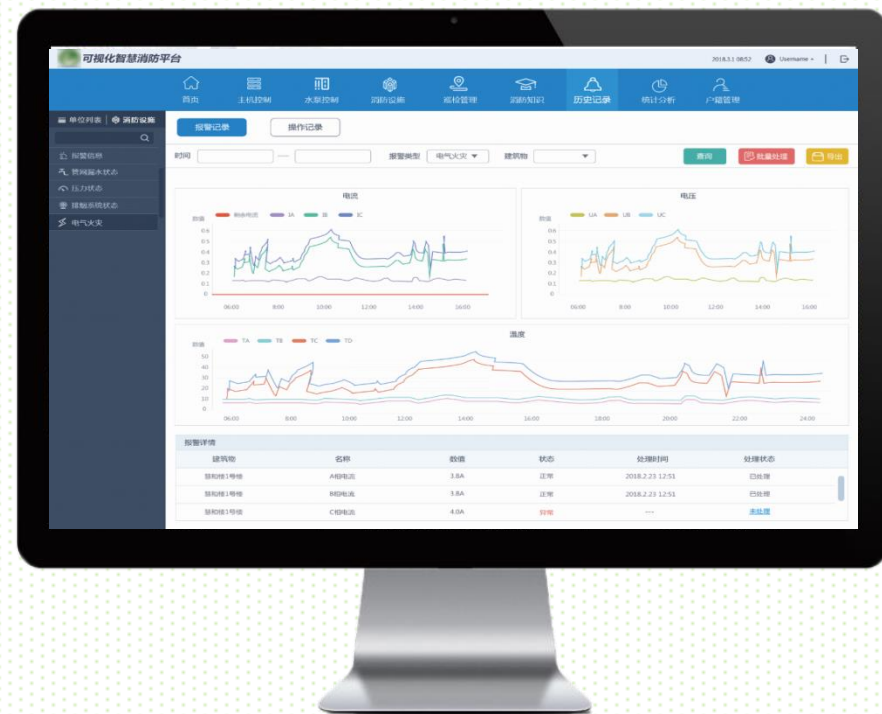 可视化智慧消防平台
2018.3.1 08:52 Username
首页 主机控制 水泵控制 消防设施 巡检管理 消防知识 历史记录 统计分析 户籍管理
单位列表 消防设施
报警记录 操作记录
报警信息
管网漏水状态
压力状态
电气火灾
时间 — 报警类型 电气火灾 建筑物 查询 批量处理 导出
电流
数值 剩余电流 IA IB IC
0.6
0.5
0.4
0.3
0.2
0.1
0
06:00 8:00 10:00 12:00 14:00 16:00
电压
数值 UA UB UC
0.6
0.5
0.4
0.3
0.2
0.1
0
06:00 8:00 10:00 12:00 14:00 16:00
温度
数值 TA TB TC TD
50
40
30
20
10
0
06:00 8:00 10:00 12:00 14:00 16:00 18:00 20:00 22:00 24:00
报警详情
建筑物 名称 数值 状态 处理时间 处理状态
1号楼 A相电流 3.8A 正常 2018.2.23 12:51 已处理
1号楼 B相电流 3.8A 正常 2018.2.23 12:51 已处理
1号楼 C相电流 4.0A 异常 --- 未处理